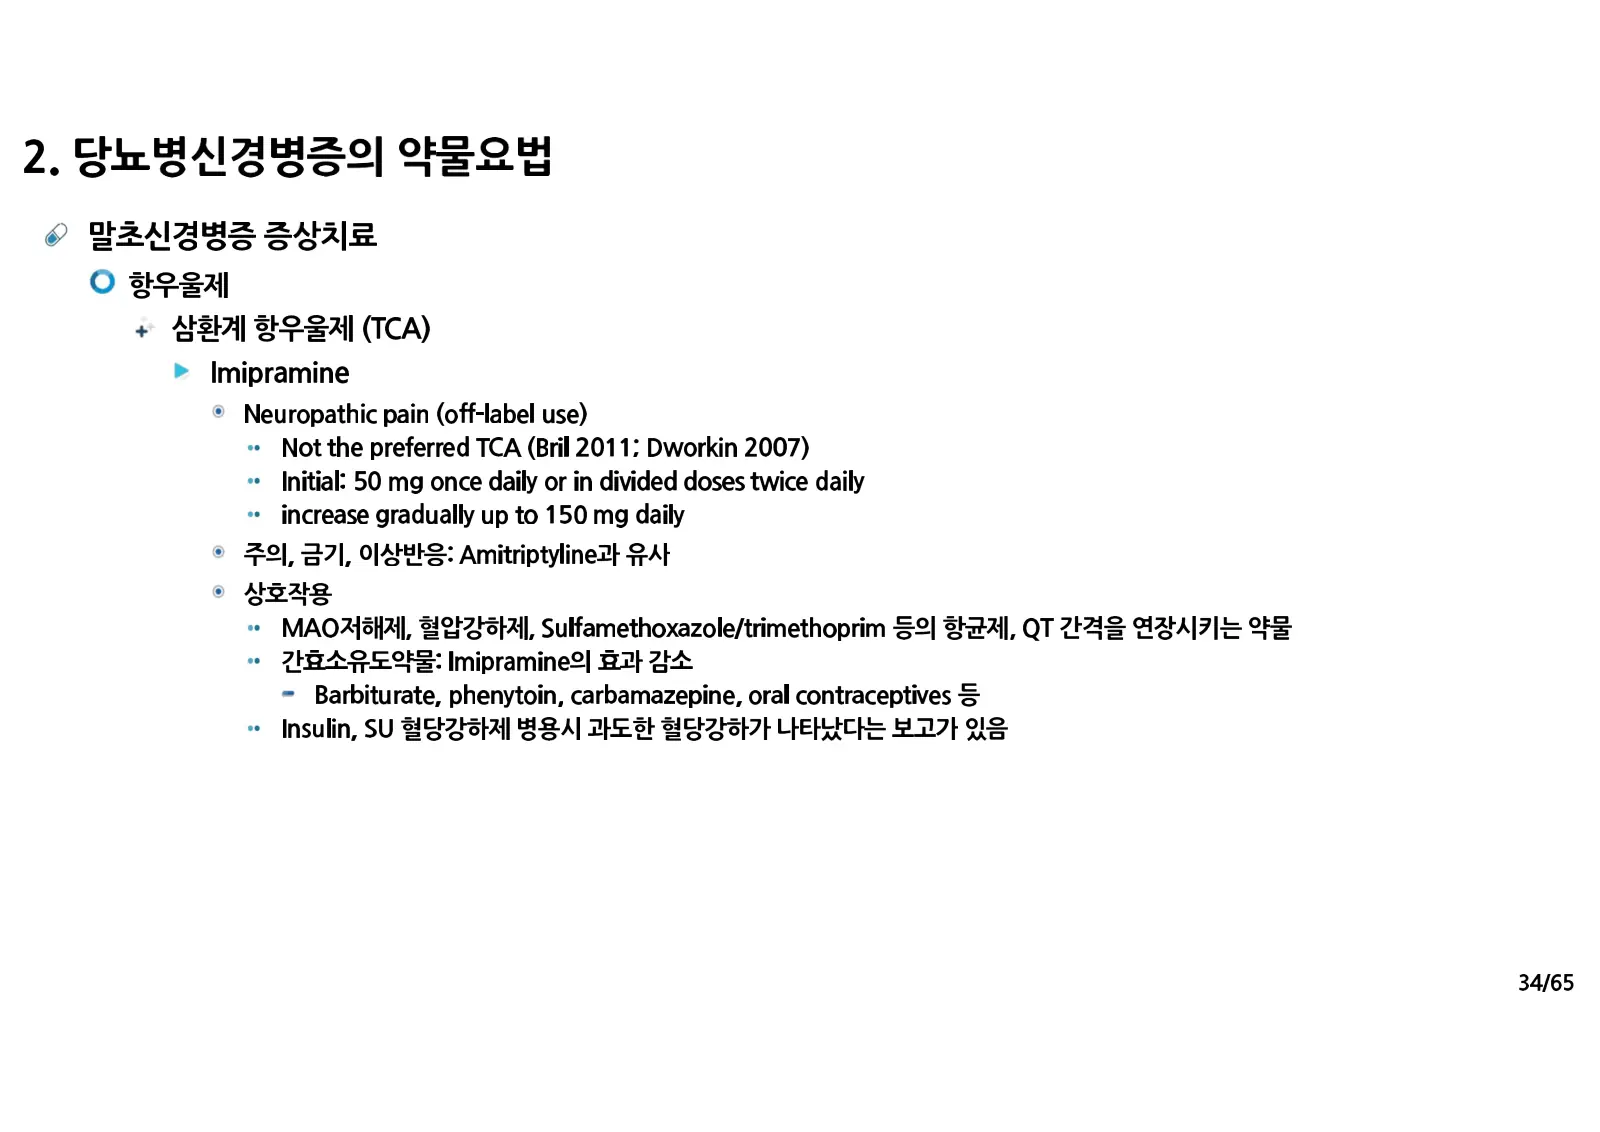 2. 당뇨병신경병증의 약물요법
말초신경병증 증상치료
항우울제
삼환계 항우울제 (TCA)
Imipramine
Neuropathic pain (off-label use)
Not the preferred TCA (Bril 2011; Dworkin 2007)
Initial: 50 mg once daily or in divided doses twice daily
increase gradually up to 150 mg daily
주의, 금기, 이상반응: Amitriptyline과 유사
상호작용
MAO저해제, 혈압강하제, Sulfamethoxazole/trimethoprim 등의 항균제, QT 간격을 연장시키는 약물
간효소유도약물: Imipramine의 효과 감소
Barbiturate, phenytoin, carbamazepine, oral contraceptives 등
Insulin, SU 혈당강하제 병용시 과도한 혈당강하가 나타났다는 보고가 있음
34/65